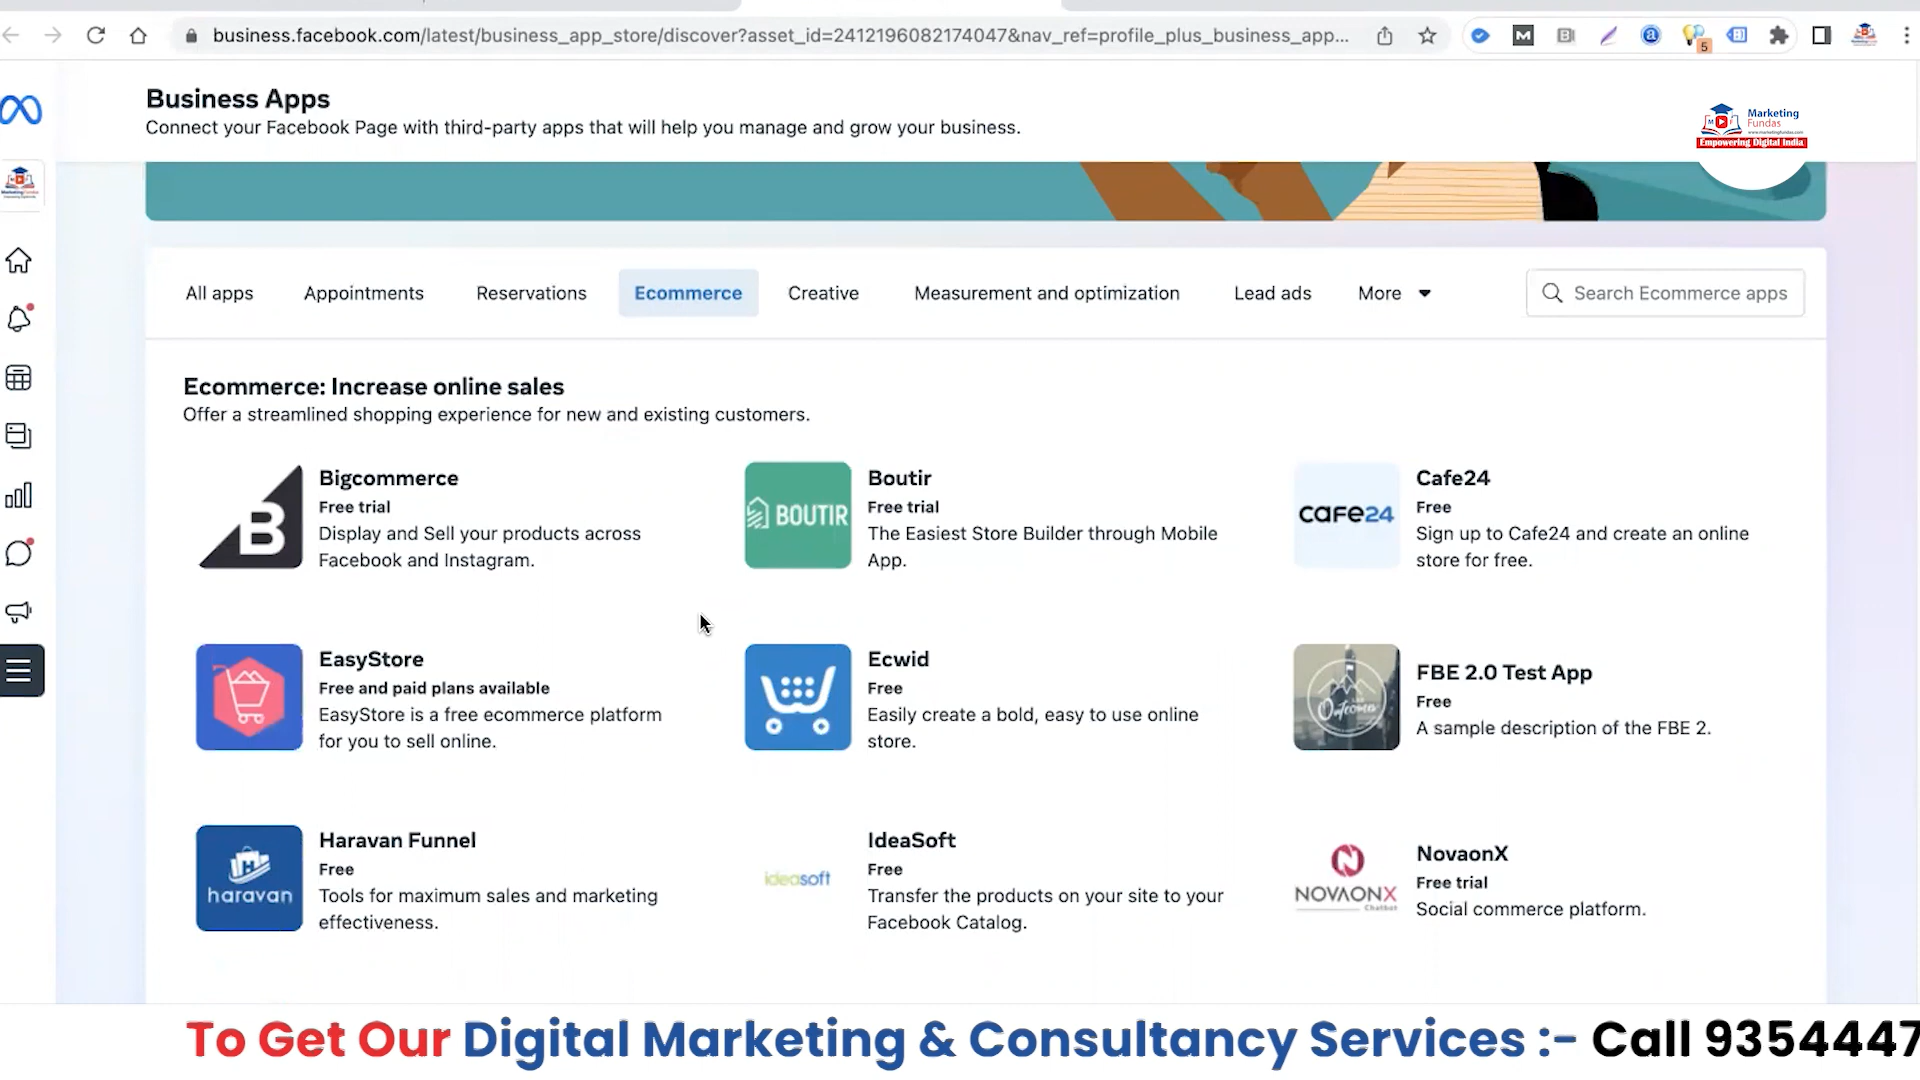 business.facebook.com/latest/business_app_store/discover?asset_id=2412196082174047&nav_ref=profile_plus_business_app...
5
Business Apps
Connect your Facebook Page with third-party apps that will help you manage and grow your business.
Marketing
Fundas
www.marketingfundas.com
Empowering Digital India
All apps
Appointments
Reservations
Ecommerce
Creative
Measurement and optimization
Lead ads
More
Search Ecommerce apps
Ecommerce: Increase online sales
Offer a streamlined shopping experience for new and existing customers.
B
Bigcommerce
Free trial
Display and Sell your products across
Facebook and Instagram.
BOUTIR
Boutir
Free trial
The Easiest Store Builder through Mobile
App.
CAFE24
Cafe24
Free
Sign up to Cafe24 and create an online
store for free.
EasyStore
Free and paid plans available
EasyStore is a free ecommerce platform
for you to sell online.
Ecwid
Free
Easily create a bold, easy to use online
store.
Outcomes
FBE 2.0 Test App
Free
A sample description of the FBE 2.
haravan
Haravan Funnel
Free
Tools for maximum sales and marketing
effectiveness.
ideasoft
IdeaSoft
Free
Transfer the products on your site to your
Facebook Catalog.
NOVAONX
Chatbot
NovaonX
Free trial
Social commerce platform.
To Get Our Digital Marketing & Consultancy Services :- Call 9354447